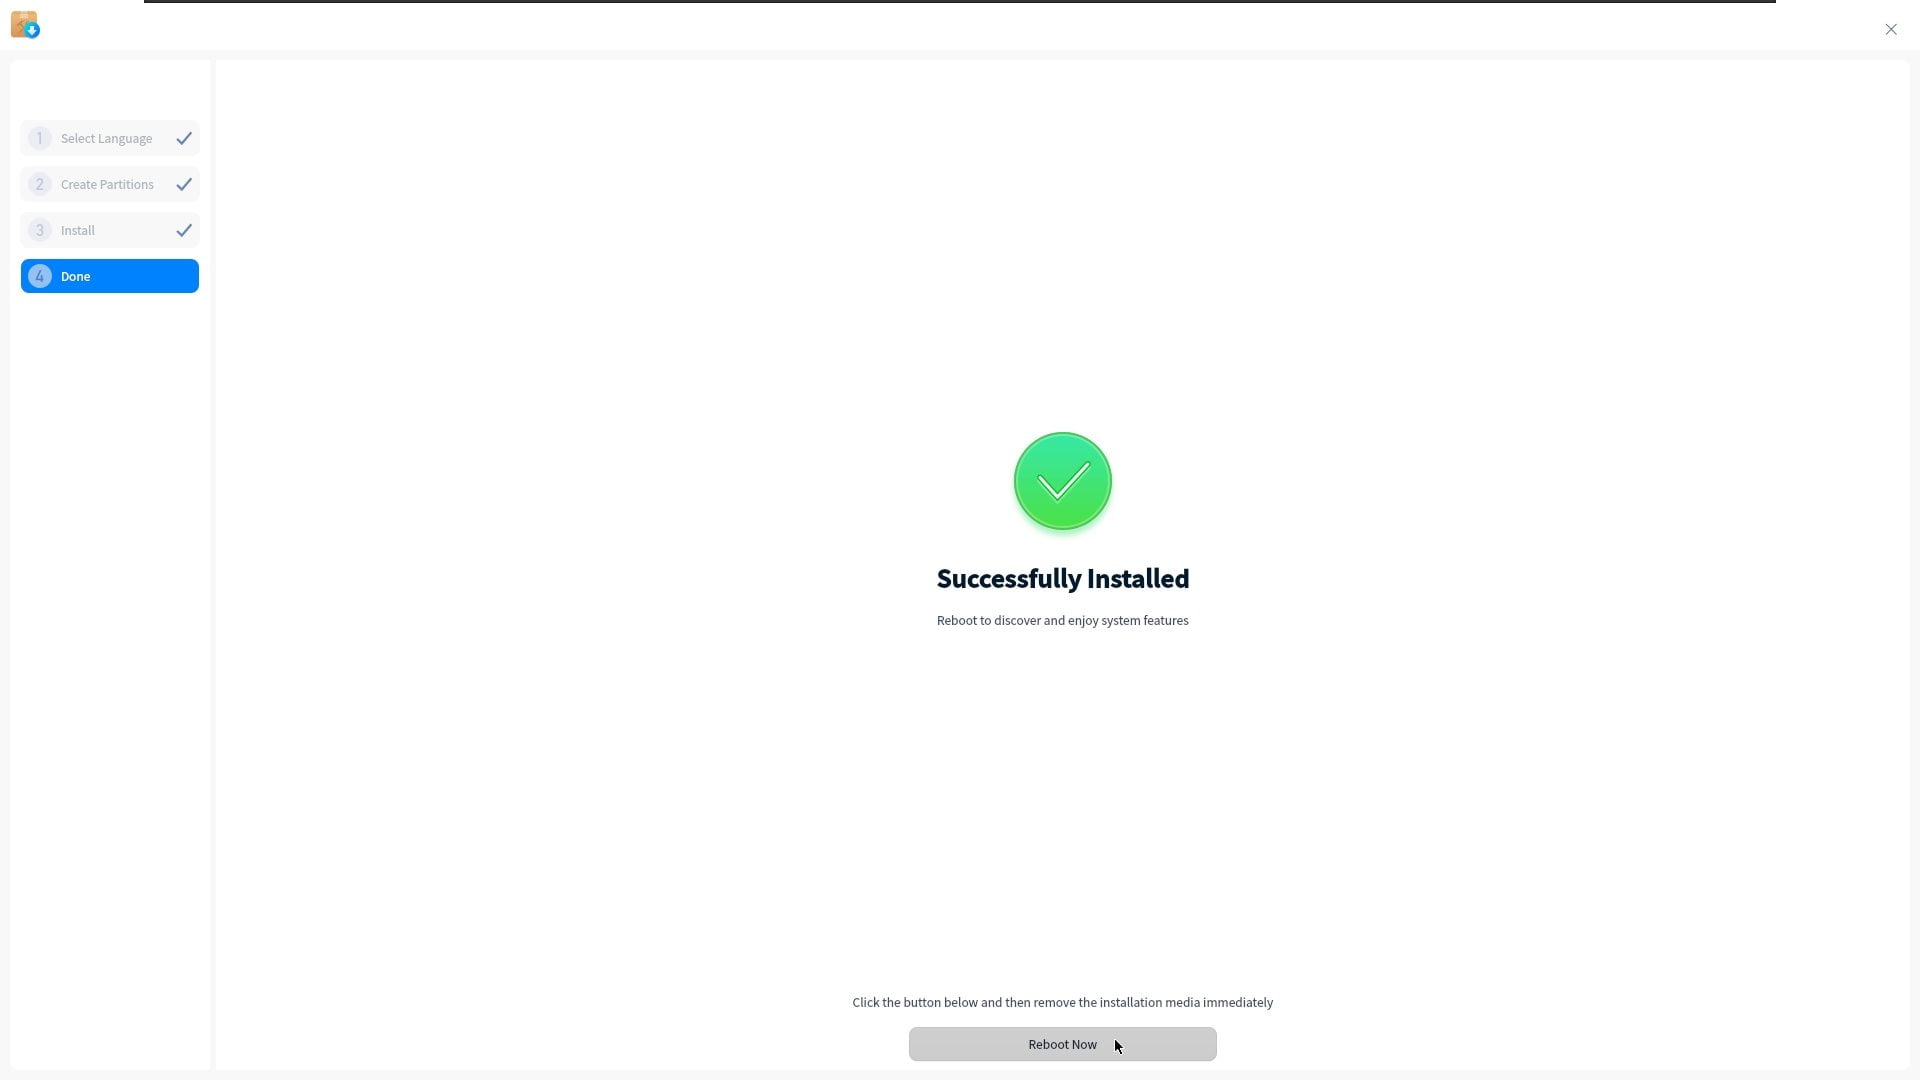 1 Select Language
2 Create Partitions
3 Install
4 Done
Successfully Installed
Reboot to discover and enjoy system features
Click the button below and then remove the installation media immediately
Reboot Now